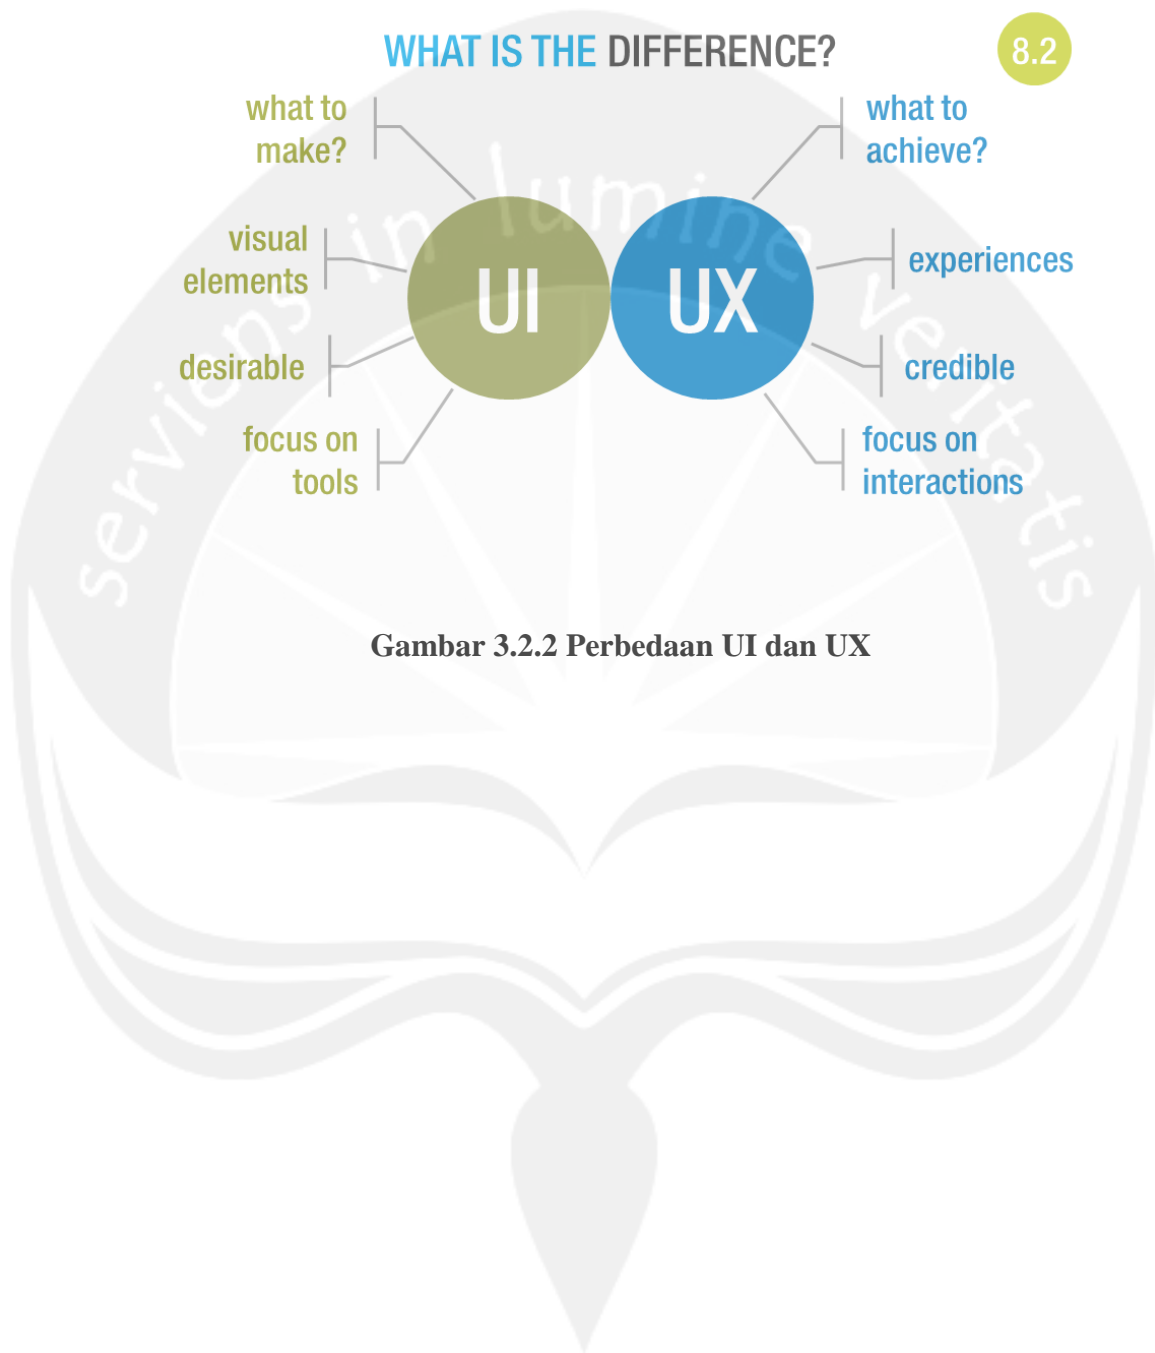 WHAT IS THE DIFFERENCE?
8.2
what to
make?
visual
elements
desirable
focus on
tools
UI
UX
what to
achieve?
experiences
credible
focus on
interactions
serviens in lumine veritatis
Gambar 3.2.2 Perbedaan UI dan UX